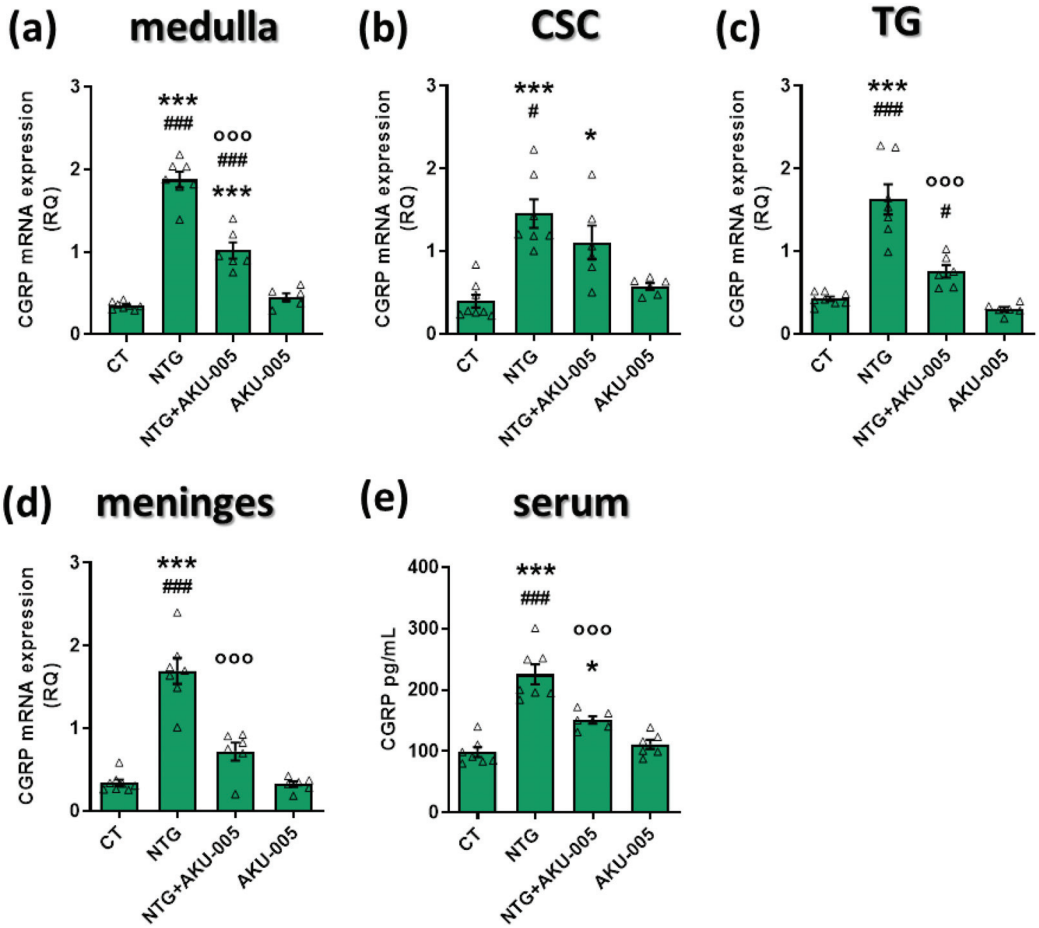 (a) medulla
CGRP mRNA expression
(RQ)
3
2
1
0
***
###
ooo
###
***
CT
NTG
NTG+AKU-005
AKU-005
(b) CSC
CGRP mRNA expression
(RQ)
3
2
1
0
***
#
*
CT
NTG
NTG+AKU-005
AKU-005
(c) TG
CGRP mRNA expression
(RQ)
3
2
1
0
***
###
ooo
#
CT
NTG
NTG+AKU-005
AKU-005
(d) meninges
CGRP mRNA expression
(RQ)
3
2
1
0
***
###
ooo
CT
NTG
NTG+AKU-005
AKU-005
(e) serum
CGRP pg/mL
400
300
200
100
0
***
###
ooo
*
CT
NTG
NTG+AKU-005
AKU-005